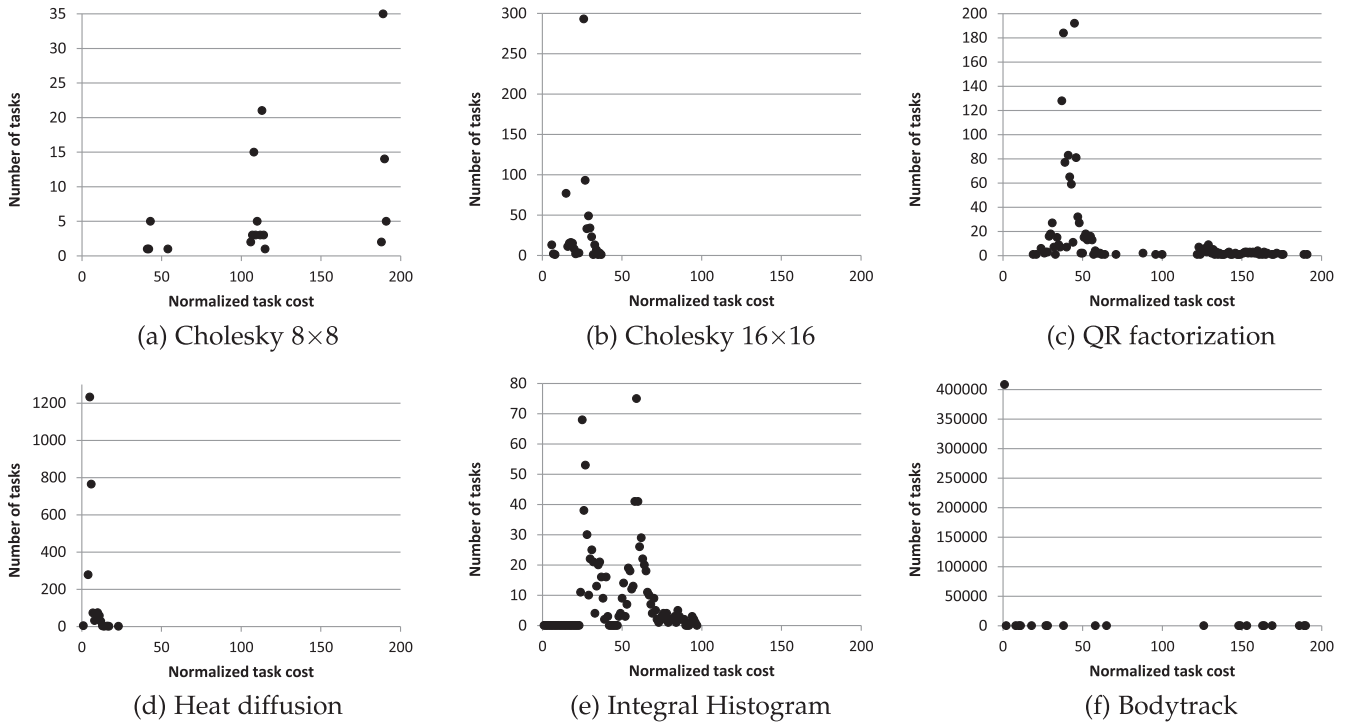 35
30
25
20
15
10
5
0
Number of tasks
0 50 100 150 200
Normalized task cost
(a) Cholesky 8×8
300
250
200
150
100
50
0
Number of tasks
0 50 100 150 200
Normalized task cost
(b) Cholesky 16×16
200
180
160
140
120
100
80
60
40
20
0
Number of tasks
0 50 100 150 200
Normalized task cost
(c) QR factorization
1200
1000
800
600
400
200
0
Number of tasks
0 50 100 150 200
Normalized task cost
(d) Heat diffusion
80
70
60
50
40
30
20
10
0
Number of tasks
0 50 100 150 200
Normalized task cost
(e) Integral Histogram
400000
350000
300000
250000
200000
150000
100000
50000
0
Number of tasks
0 50 100 150 200
Normalized task cost
(f) Bodytrack